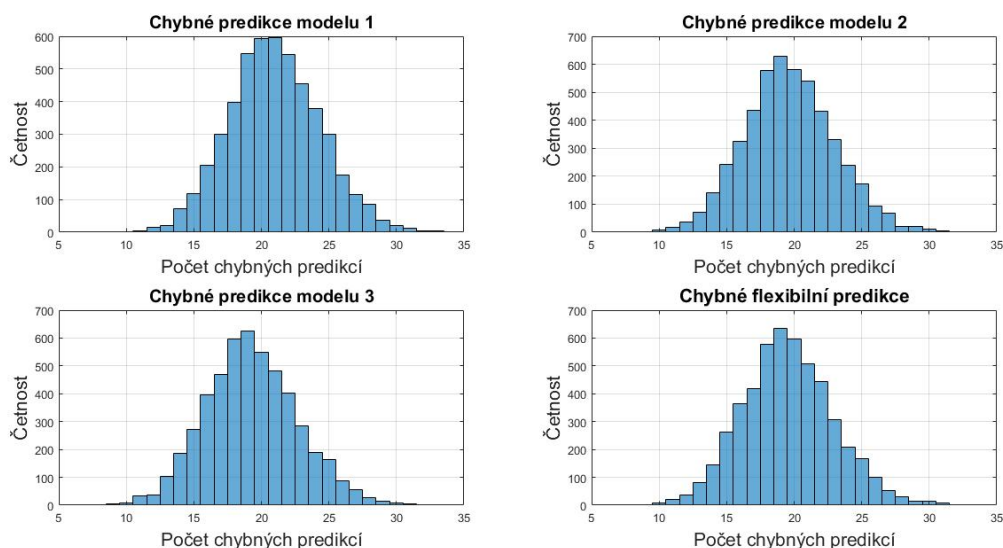 Chybné predikce modelu 1
600
500
400
300
200
100
0
Četnost
5 10 15 20 25 30 35
Počet chybných predikcí
Chybné predikce modelu 2
700
600
500
400
300
200
100
0
Četnost
5 10 15 20 25 30 35
Počet chybných predikcí
Chybné predikce modelu 3
700
600
500
400
300
200
100
0
Četnost
5 10 15 20 25 30 35
Počet chybných predikcí
Chybné flexibilní predikce
700
600
500
400
300
200
100
0
Četnost
5 10 15 20 25 30 35
Počet chybných predikcí